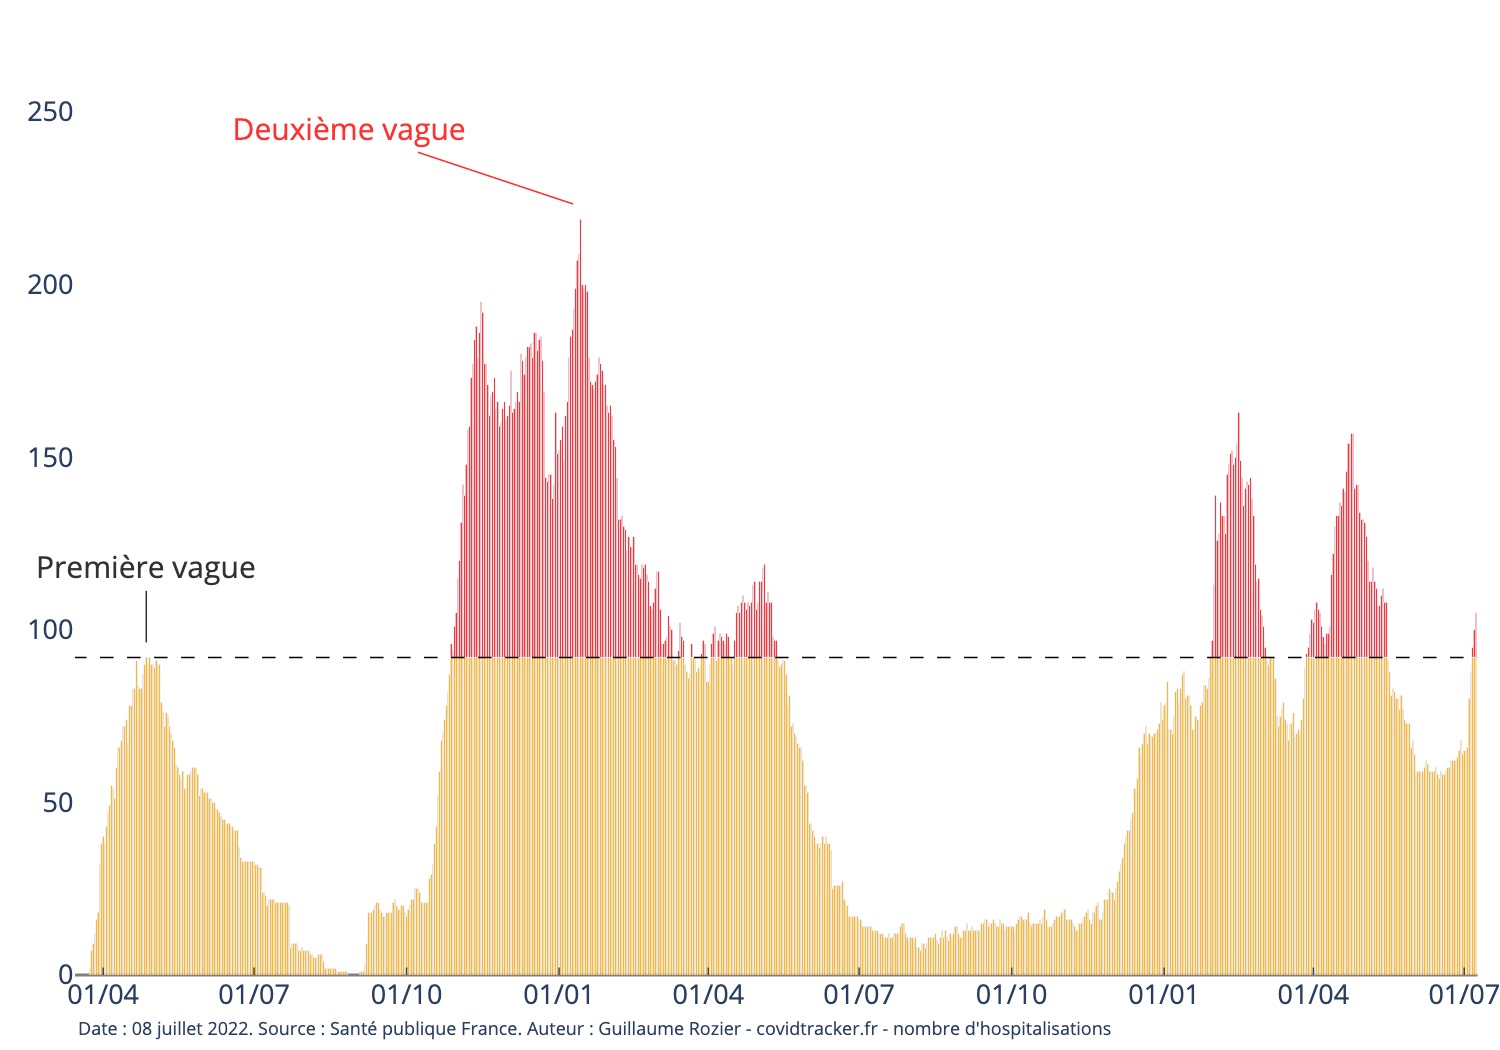 250
Deuxième vague
200
150
Première vague
100
50
0
01/04 01/07 01/10 01/01 01/04 01/07 01/10 01/01 01/04 01/07
Date : 08 juillet 2022. Source : Santé publique France. Auteur : Guillaume Rozier - covidtracker.fr - nombre d'hospitalisations